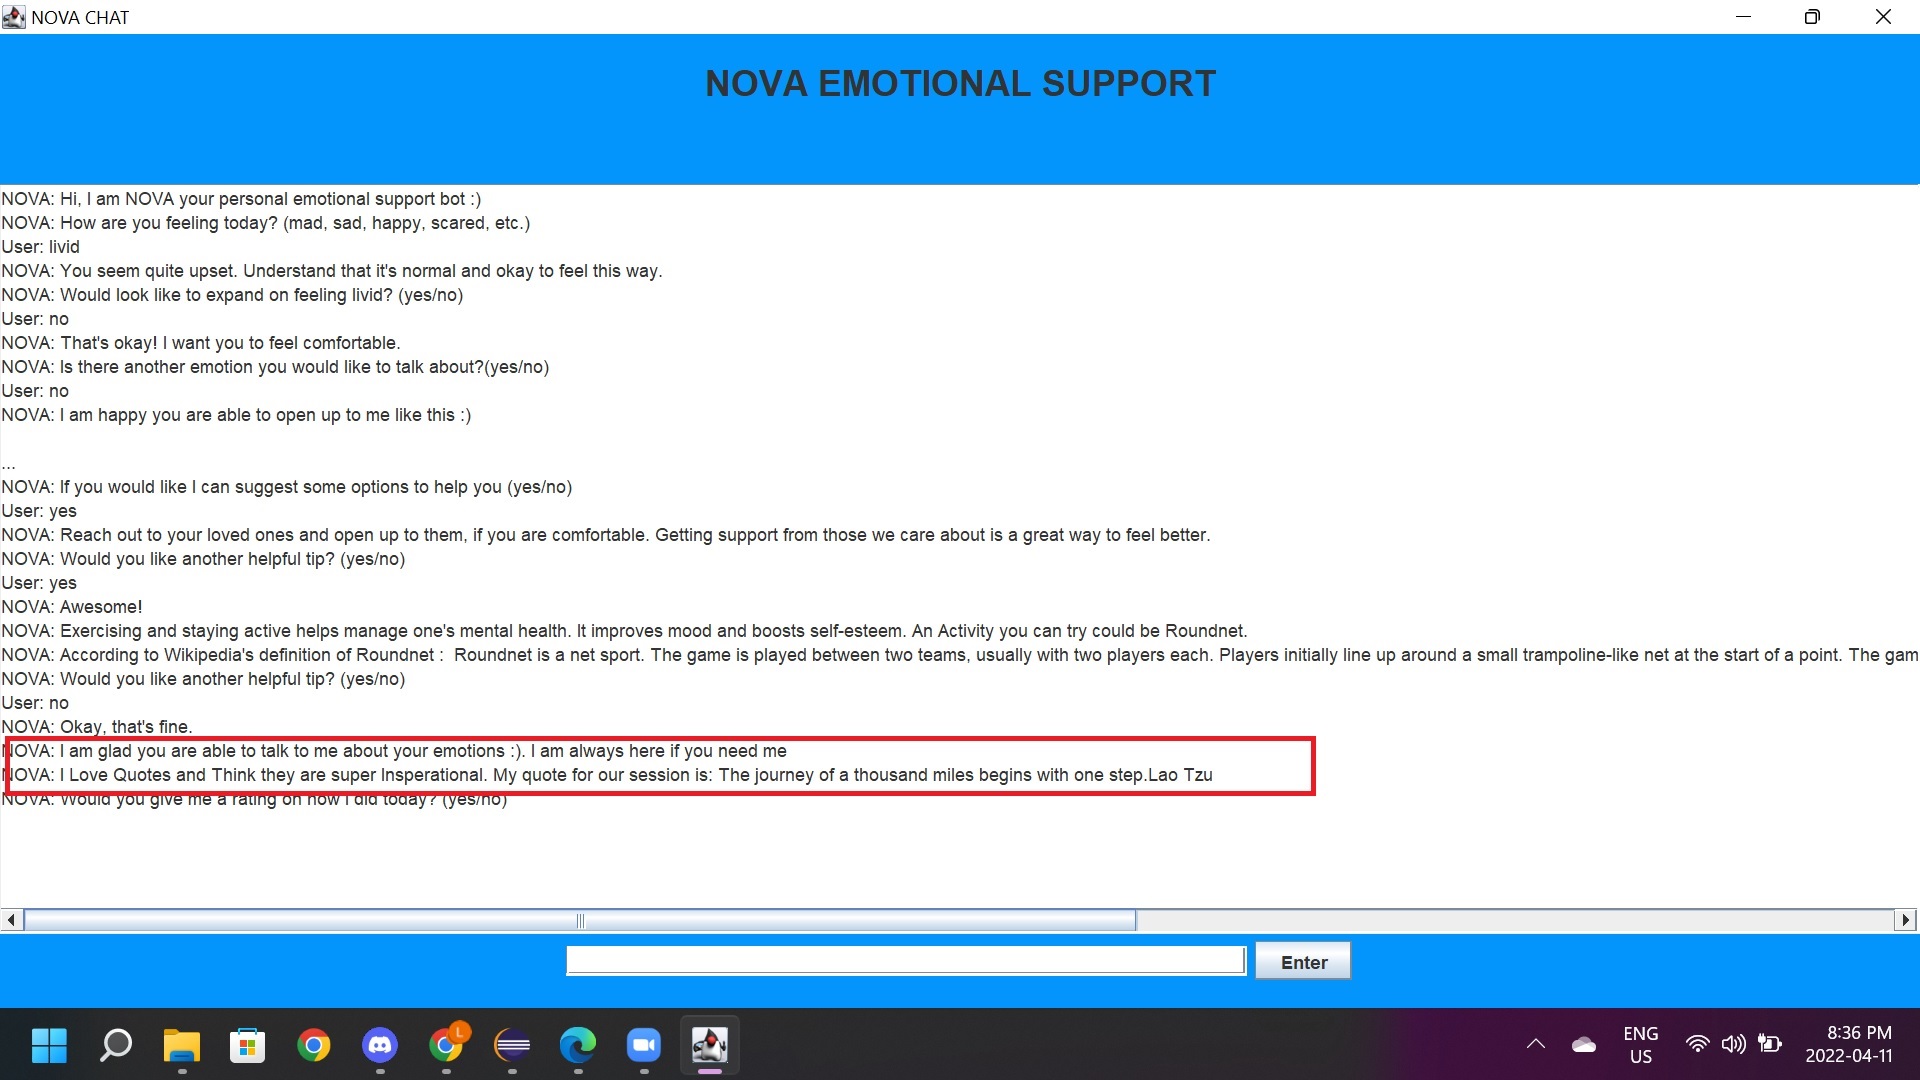 NOVA CHAT
NOVA EMOTIONAL SUPPORT
NOVA: Hi, I am NOVA your personal emotional support bot :)
NOVA: How are you feeling today? (mad, sad, happy, scared, etc.)
User: livid
NOVA: You seem quite upset. Understand that it's normal and okay to feel this way.
NOVA: Would look like to expand on feeling livid? (yes/no)
User: no
NOVA: That's okay! I want you to feel comfortable.
NOVA: Is there another emotion you would like to talk about?(yes/no)
User: no
NOVA: I am happy you are able to open up to me like this :)
...
NOVA: If you would like I can suggest some options to help you (yes/no)
User: yes
NOVA: Reach out to your loved ones and open up to them, if you are comfortable. Getting support from those we care about is a great way to feel better.
NOVA: Would you like another helpful tip? (yes/no)
User: yes
NOVA: Awesome!
NOVA: Exercising and staying active helps manage one's mental health. It improves mood and boosts self-esteem. An Activity you can try could be Roundnet.
NOVA: According to Wikipedia's definition of Roundnet :  Roundnet is a net sport. The game is played between two teams, usually with two players each. Players initially line up around a small trampoline-like net at the start of a point. The gam
NOVA: Would you like another helpful tip? (yes/no)
User: no
NOVA: Okay, that's fine.
NOVA: I am glad you are able to talk to me about your emotions :). I am always here if you need me
NOVA: I Love Quotes and Think they are super Insperational. My quote for our session is: The journey of a thousand miles begins with one step.Lao Tzu
NOVA: Would you give me a rating on how I did today? (yes/no)
Enter
L
ENG
US
8:36 PM
2022-04-11